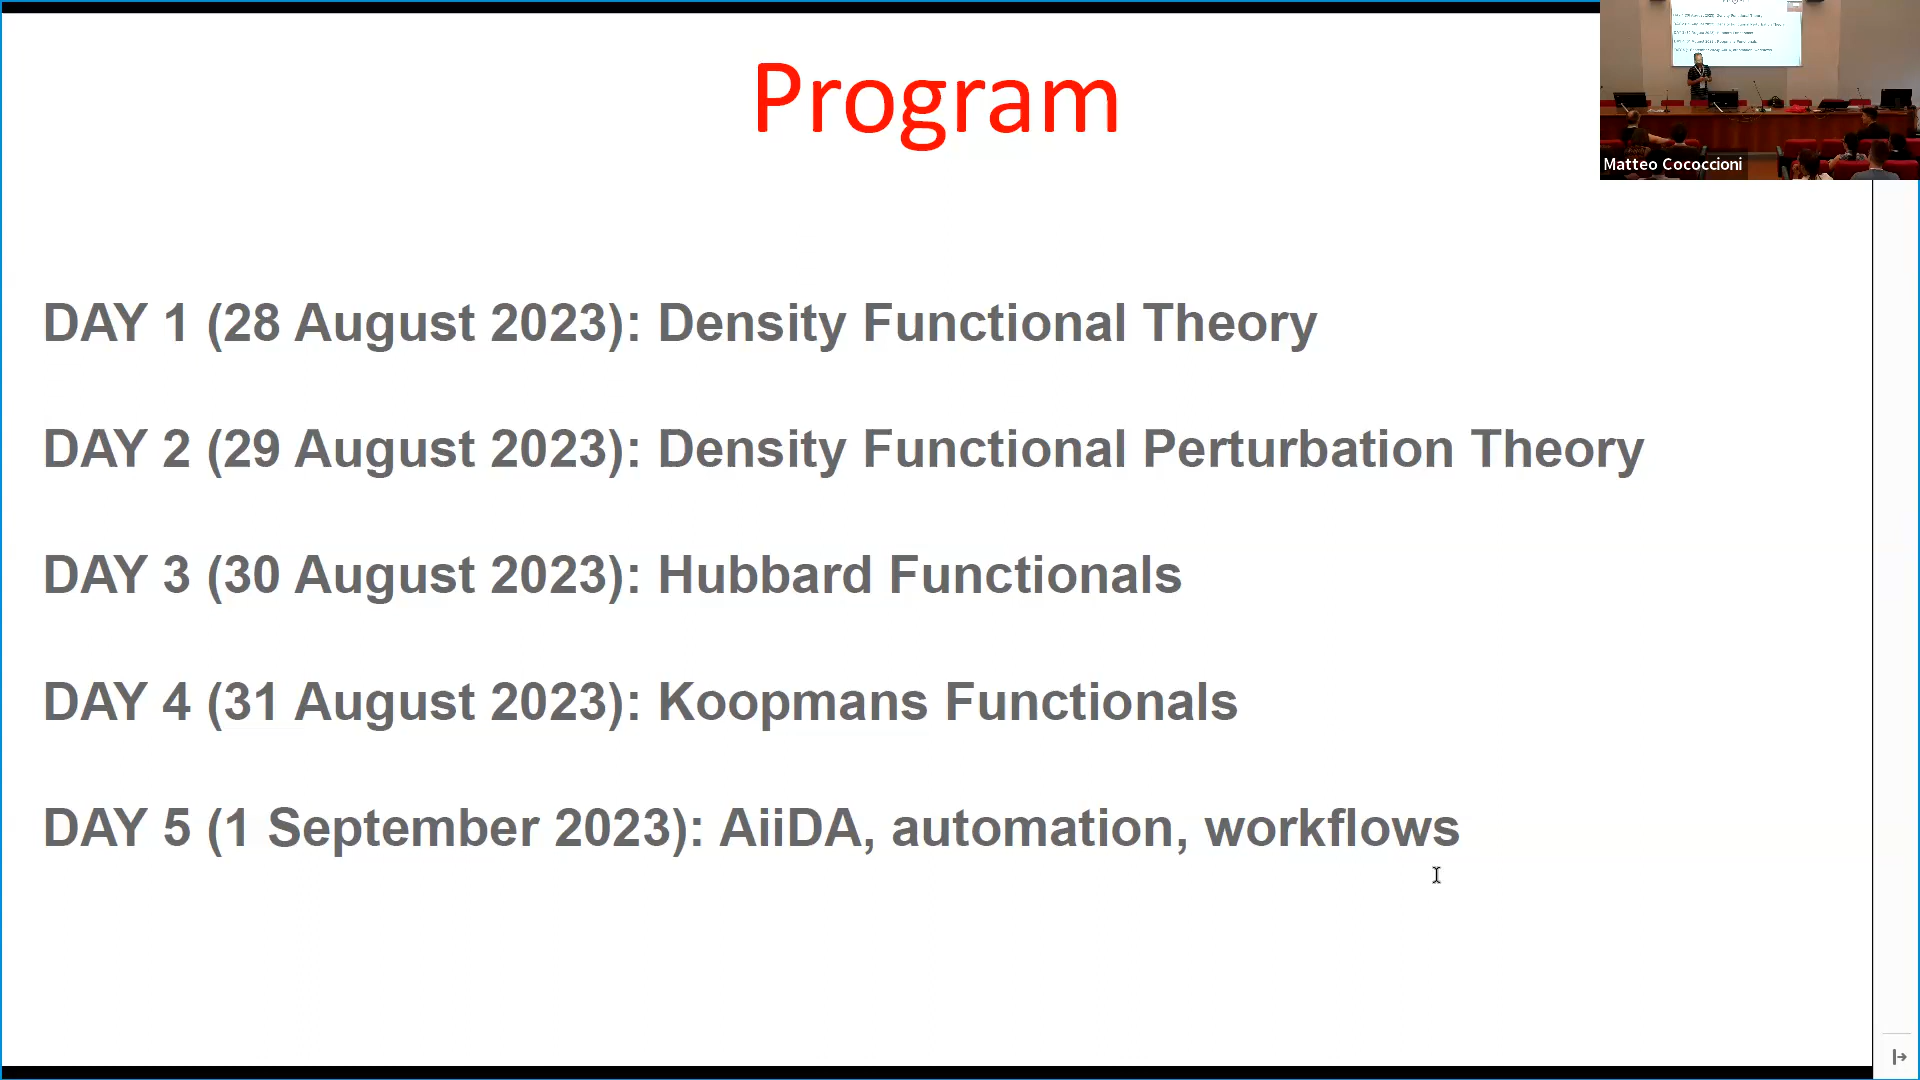 Program
Matteo Cococcioni
DAY 1 (28 August 2023): Density Functional Theory
DAY 2 (29 August 2023): Density Functional Perturbation Theory
DAY 3 (30 August 2023): Hubbard Functionals
DAY 4 (31 August 2023): Koopmans Functionals
DAY 5 (1 September 2023): AiiDA, automation, workflows